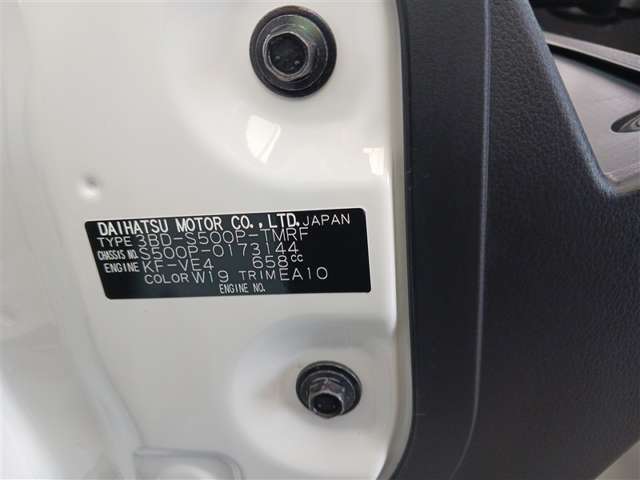 DAIHATSU MOTOR CO.,LTD.JAPAN
TYPE 3BD-S500P-TMRF
CHASSIS NO. S500P-0173144
ENGINE KF-VE4 658cc
COLOR W19 TRIM EA10
ENGINE NO.